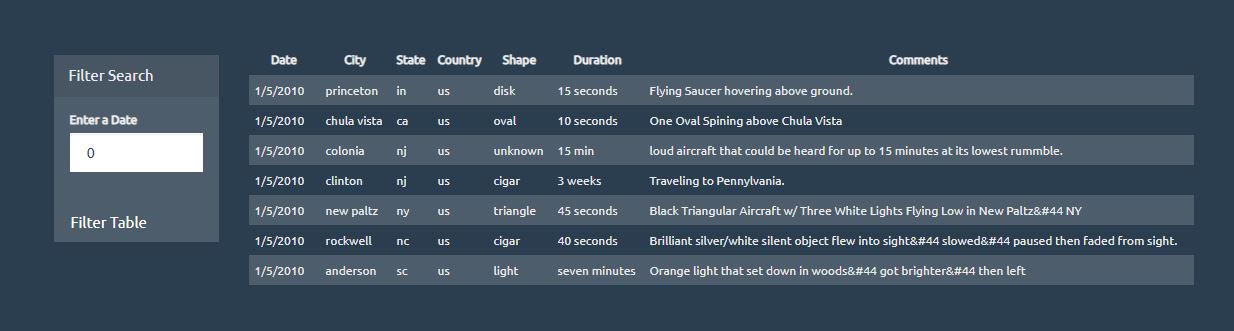 Filter Search
Enter a Date
0
Filter Table
Date City State Country Shape Duration Comments
1/5/2010 princeton in us disk 15 seconds Flying Saucer hovering above ground.
1/5/2010 chula vista ca us oval 10 seconds One Oval Spining above Chula Vista
1/5/2010 colonia nj us unknown 15 min loud aircraft that could be heard for up to 15 minutes at its lowest rummble.
1/5/2010 clinton nj us cigar 3 weeks Traveling to Pennylvania.
1/5/2010 new paltz ny us triangle 45 seconds Black Triangular Aircraft w/ Three White Lights Flying Low in New Paltz&#44 NY
1/5/2010 rockwell nc us cigar 40 seconds Brilliant silver/white silent object flew into sight&#44 slowed&#44 paused then faded from sight.
1/5/2010 anderson sc us light seven minutes Orange light that set down in woods&#44 got brighter&#44 then left